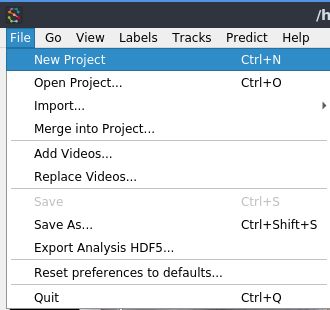 /h
File Go View Labels Tracks Predict Help
New Project Ctrl+N
Open Project... Ctrl+O
Import...
Merge into Project...
Add Videos...
Replace Videos...
Save Ctrl+S
Save As... Ctrl+Shift+S
Export Analysis HDF5...
Reset preferences to defaults...
Quit Ctrl+Q